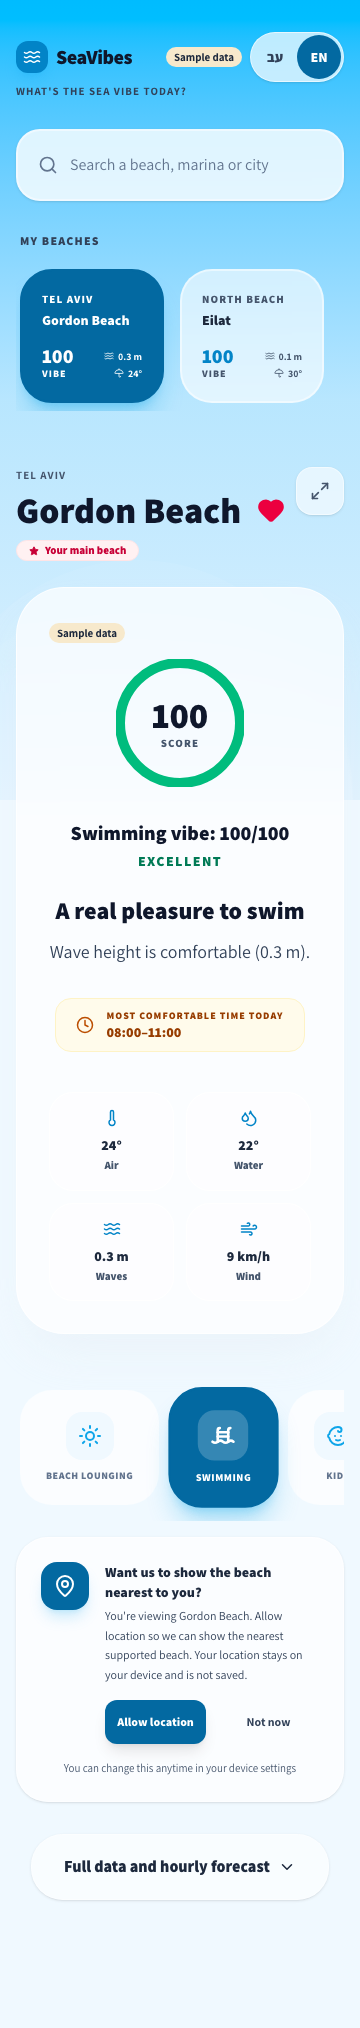 SeaVibes
Sample data
עב
EN
WHAT'S THE SEA VIBE TODAY?
Search a beach, marina or city
MY BEACHES
TEL AVIV
Gordon Beach
100
VIBE
0.3 m
24°
NORTH BEACH
Eilat
100
VIBE
0.1 m
30°
TEL AVIV
Gordon Beach
Your main beach
Sample data
100
SCORE
Swimming vibe: 100/100
EXCELLENT
A real pleasure to swim
Wave height is comfortable (0.3 m).
MOST COMFORTABLE TIME TODAY
08:00–11:00
24°
Air
22°
Water
0.3 m
Waves
9 km/h
Wind
BEACH LOUNGING
SWIMMING
KID
Want us to show the beach
nearest to you?
You're viewing Gordon Beach. Allow
location so we can show the nearest
supported beach. Your location stays on
your device and is not saved.
Allow location
Not now
You can change this anytime in your device settings
Full data and hourly forecast